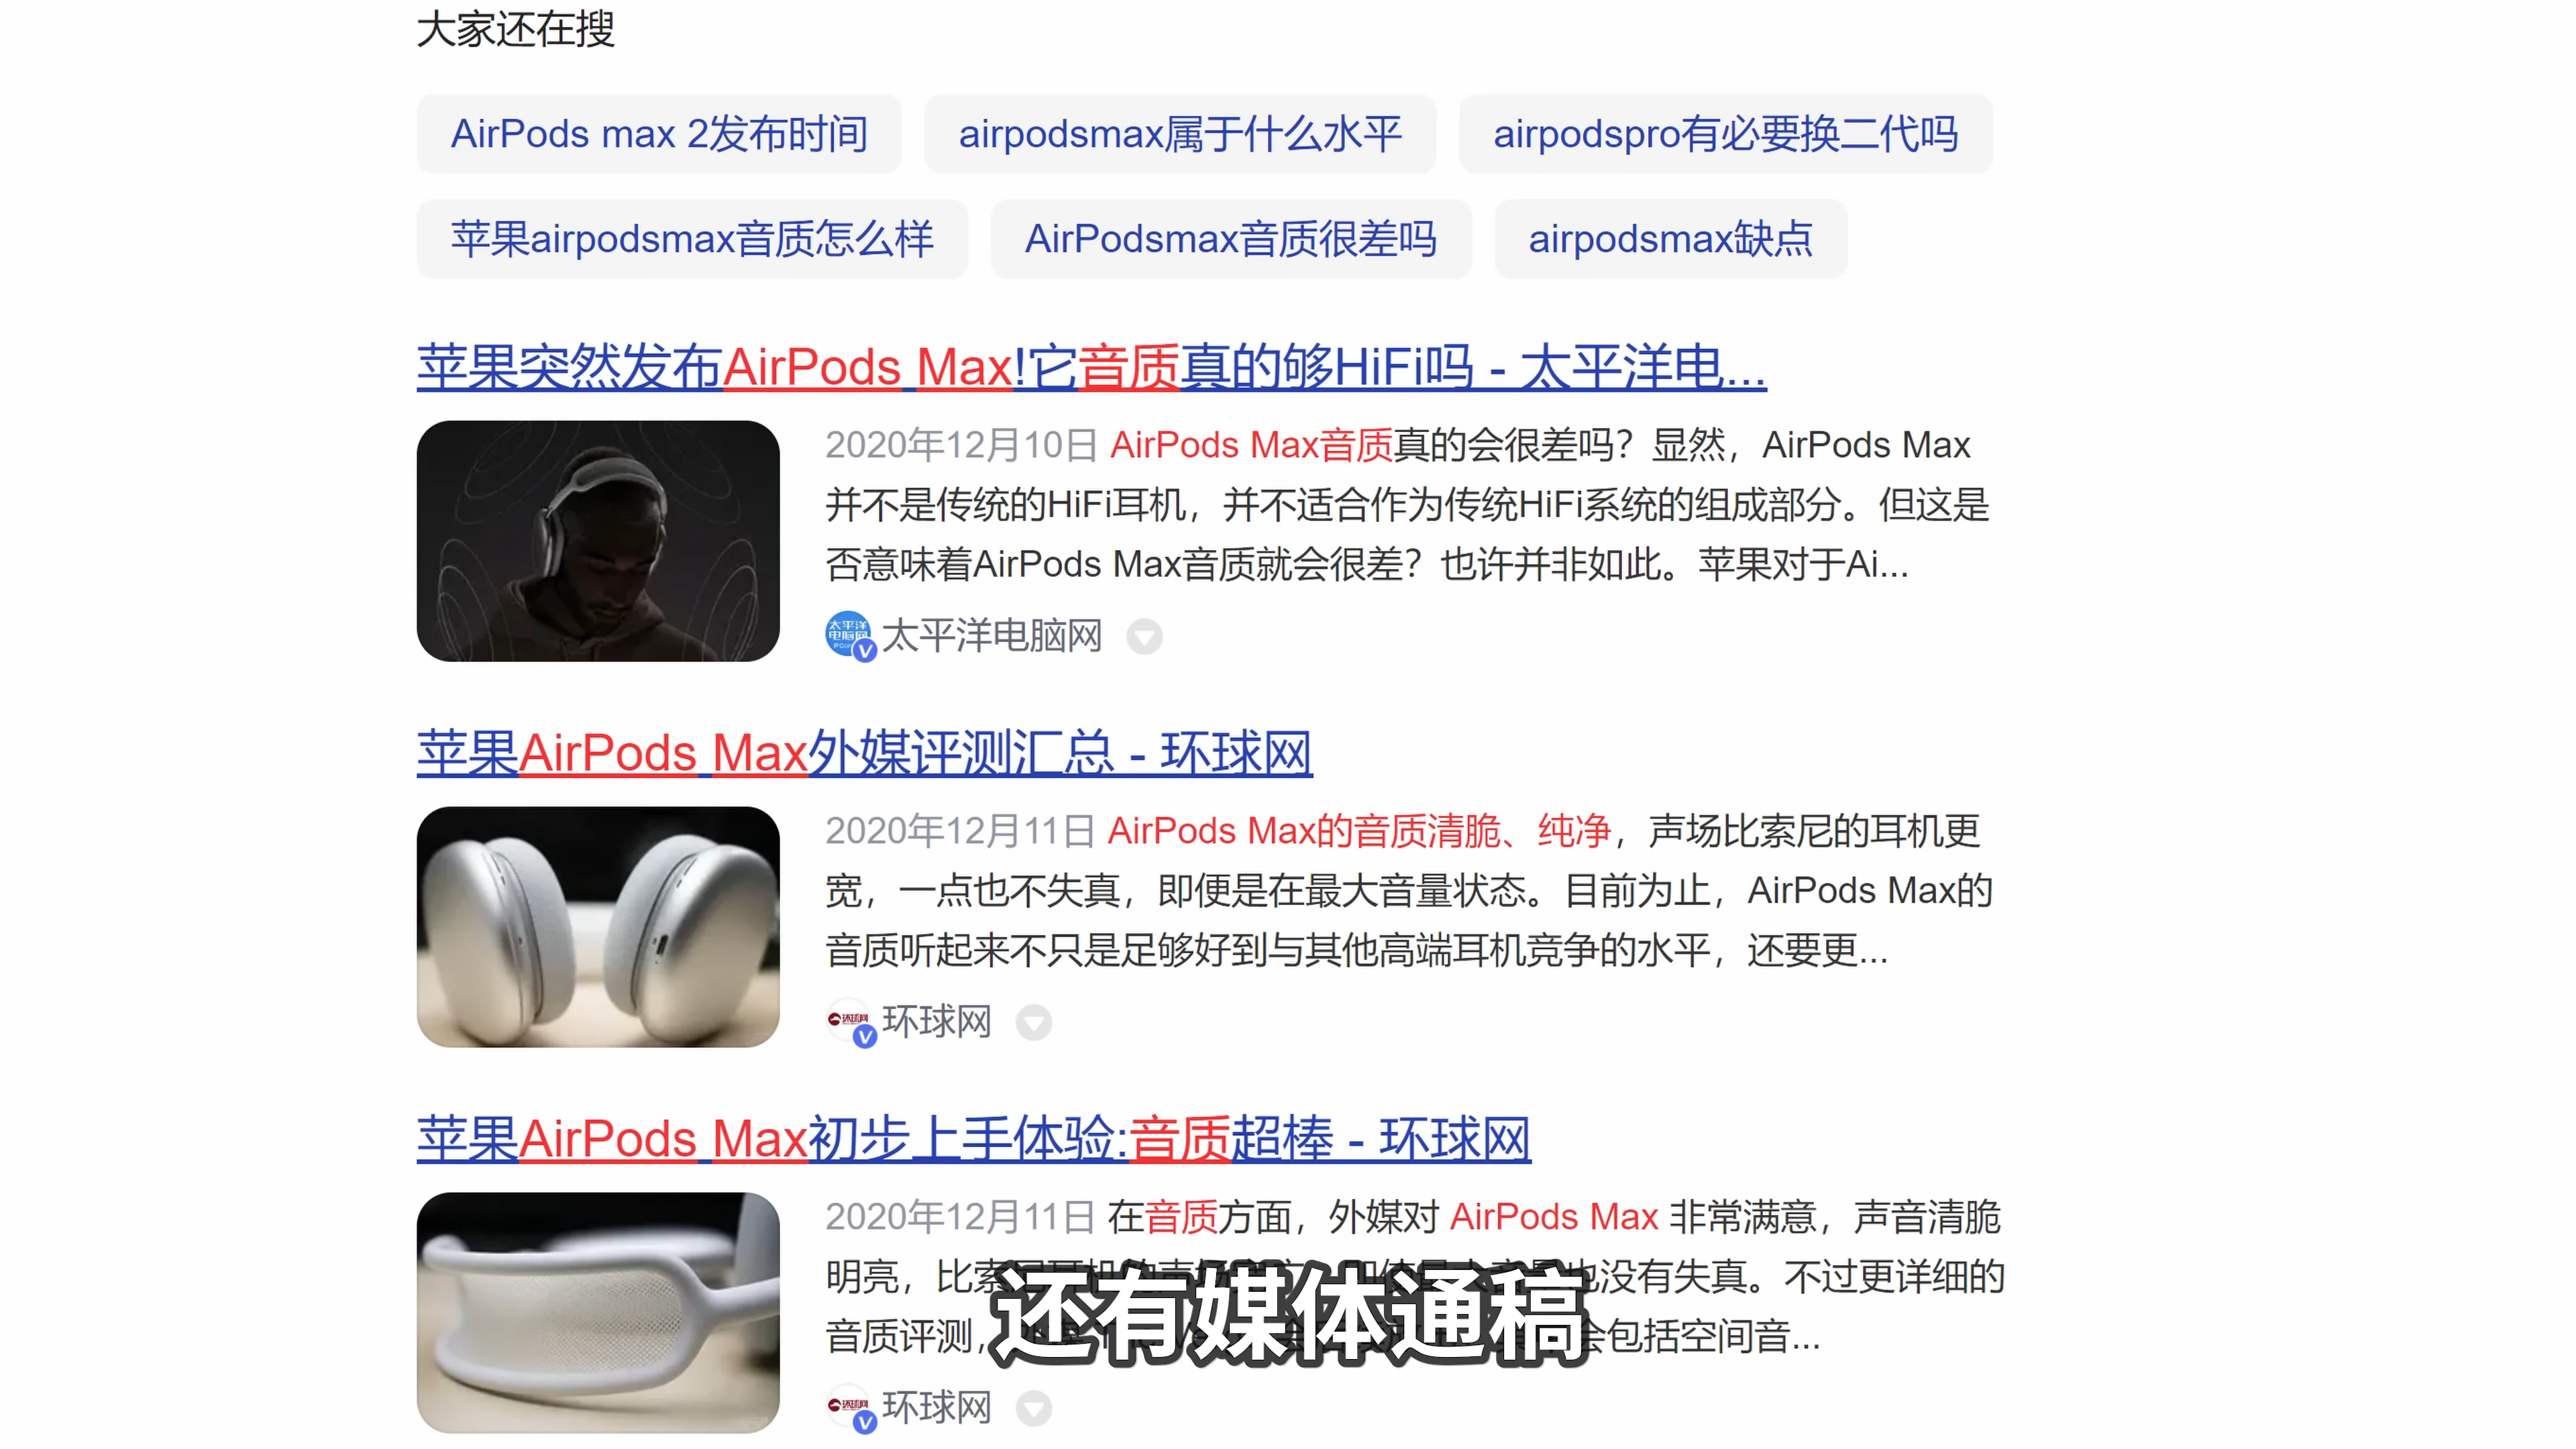 大家还在搜
AirPods max 2发布时间
airpodsmax属于什么水平
airpodspro有必要换二代吗
苹果airpodsmax音质怎么样
AirPodsmax音质很差吗
airpodsmax缺点
苹果突然发布AirPods Max!它音质真的够HiFi吗 - 太平洋电...
2020年12月10日 AirPods Max音质真的会很差吗？显然，AirPods Max
并不是传统的HiFi耳机，并不适合作为传统HiFi系统的组成部分。但这是
否意味着AirPods Max音质就会很差？也许并非如此。苹果对于Ai...
太平洋
电脑网
太平洋电脑网
苹果AirPods Max外媒评测汇总 - 环球网
2020年12月11日 AirPods Max的音质清脆、纯净，声场比索尼的耳机更
宽，一点也不失真，即便是在最大音量状态。目前为止，AirPods Max的
音质听起来不只是足够好到与其他高端耳机竞争的水平，还要更...
环球网
环球网
苹果AirPods Max初步上手体验:音质超棒 - 环球网
2020年12月11日 在音质方面，外媒对 AirPods Max 非常满意，声音清脆
明亮，比索 也没有失真。不过更详细的
音质评测， 会包括空间音...
还有媒体通稿
环球网
环球网